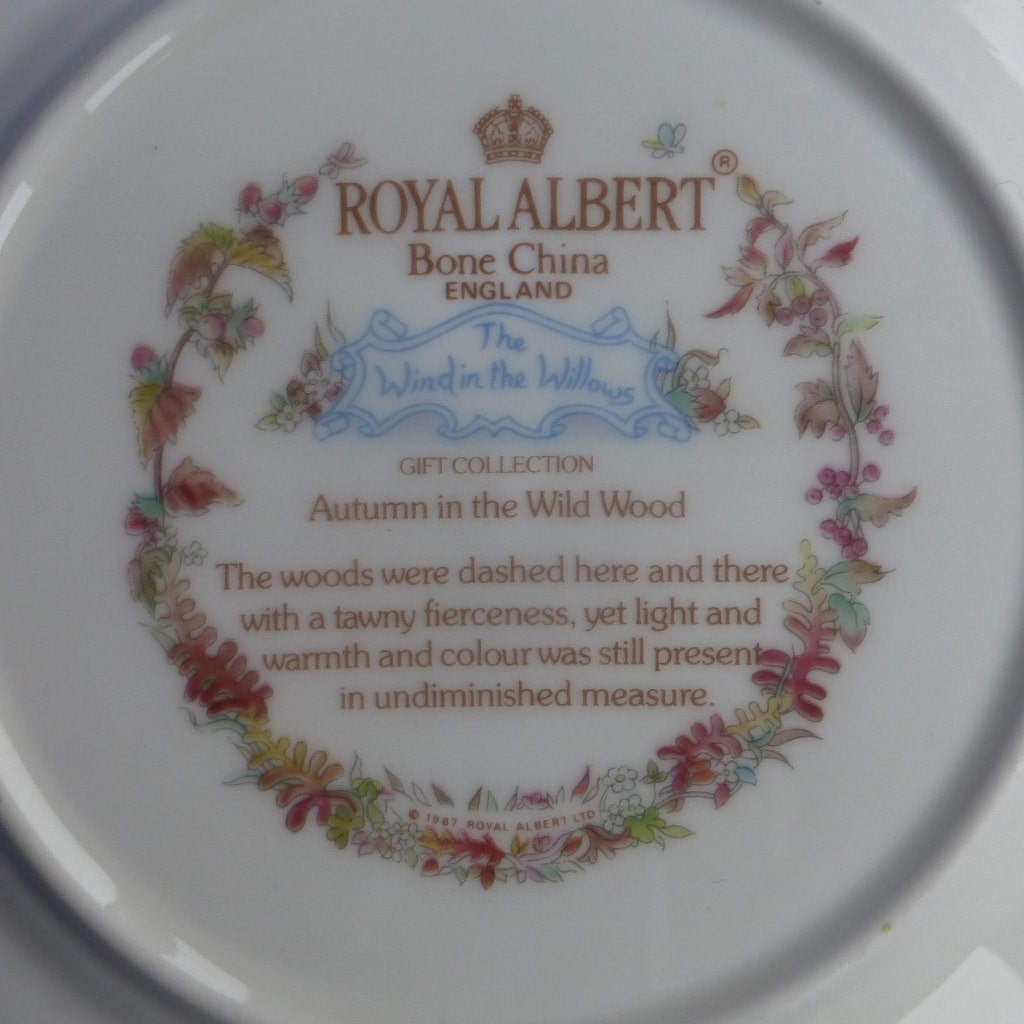 ROYAL ALBERT®
Bone China
ENGLAND
The
Wind in the Willows
GIFT COLLECTION
Autumn in the Wild Wood
The woods were dashed here and there
with a tawny fierceness, yet light and
warmth and colour was still present
in undiminished measure.
© 1987 ROYAL ALBERT LTD